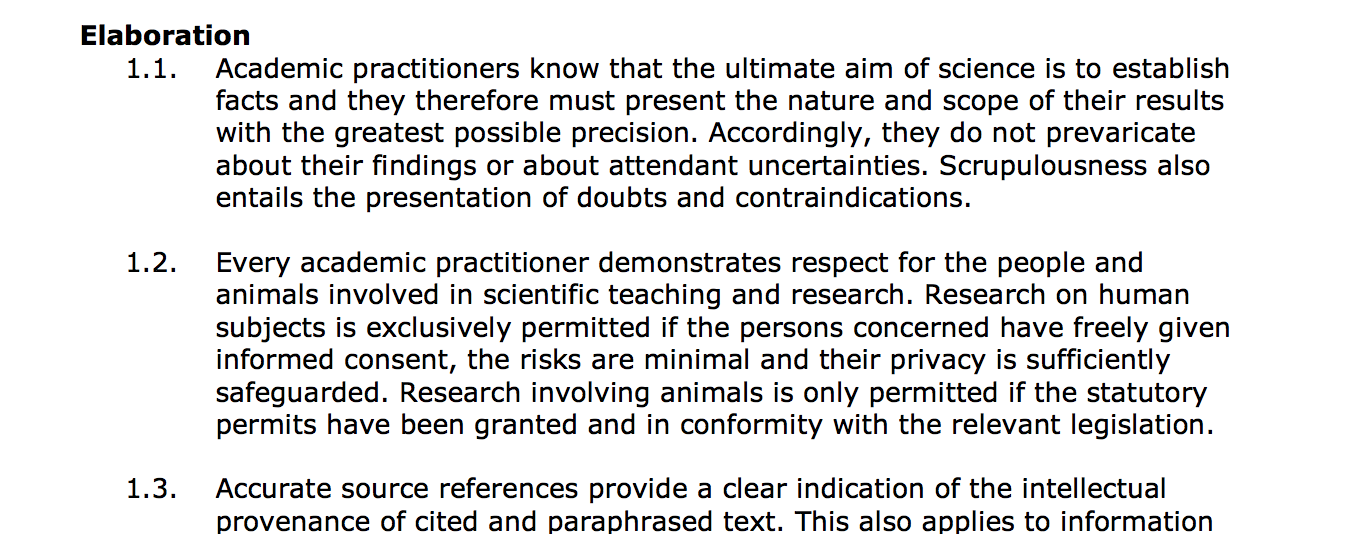 Elaboration
1.1. Academic practitioners know that the ultimate aim of science is to establish
facts and they therefore must present the nature and scope of their results
with the greatest possible precision. Accordingly, they do not prevaricate
about their findings or about attendant uncertainties. Scrupulousness also
entails the presentation of doubts and contraindications.
1.2. Every academic practitioner demonstrates respect for the people and
animals involved in scientific teaching and research. Research on human
subjects is exclusively permitted if the persons concerned have freely given
informed consent, the risks are minimal and their privacy is sufficiently
safeguarded. Research involving animals is only permitted if the statutory
permits have been granted and in conformity with the relevant legislation.
1.3. Accurate source references provide a clear indication of the intellectual
provenance of cited and paraphrased text. This also applies to information